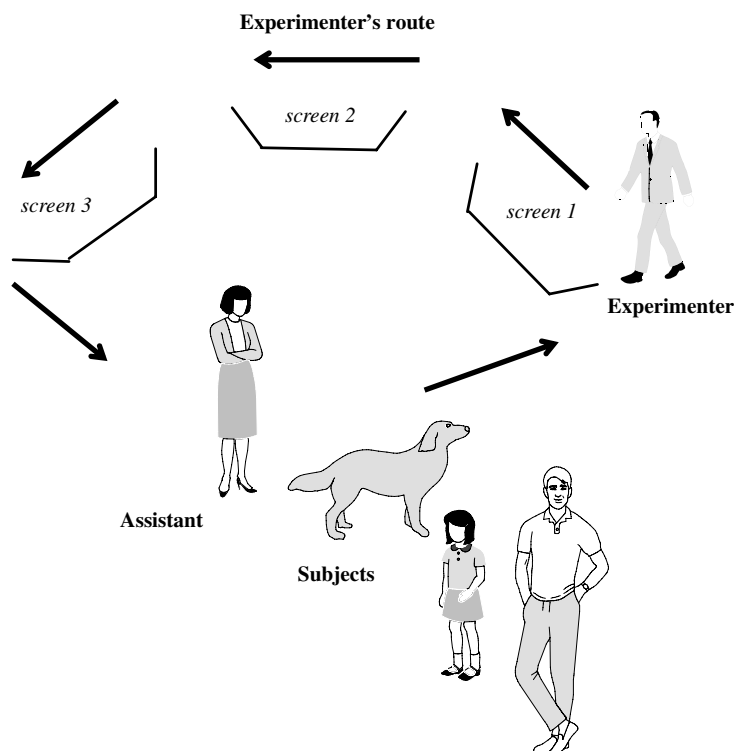 Experimenter’s route
screen 2
screen 3
screen 1
Experimenter
Assistant
Subjects